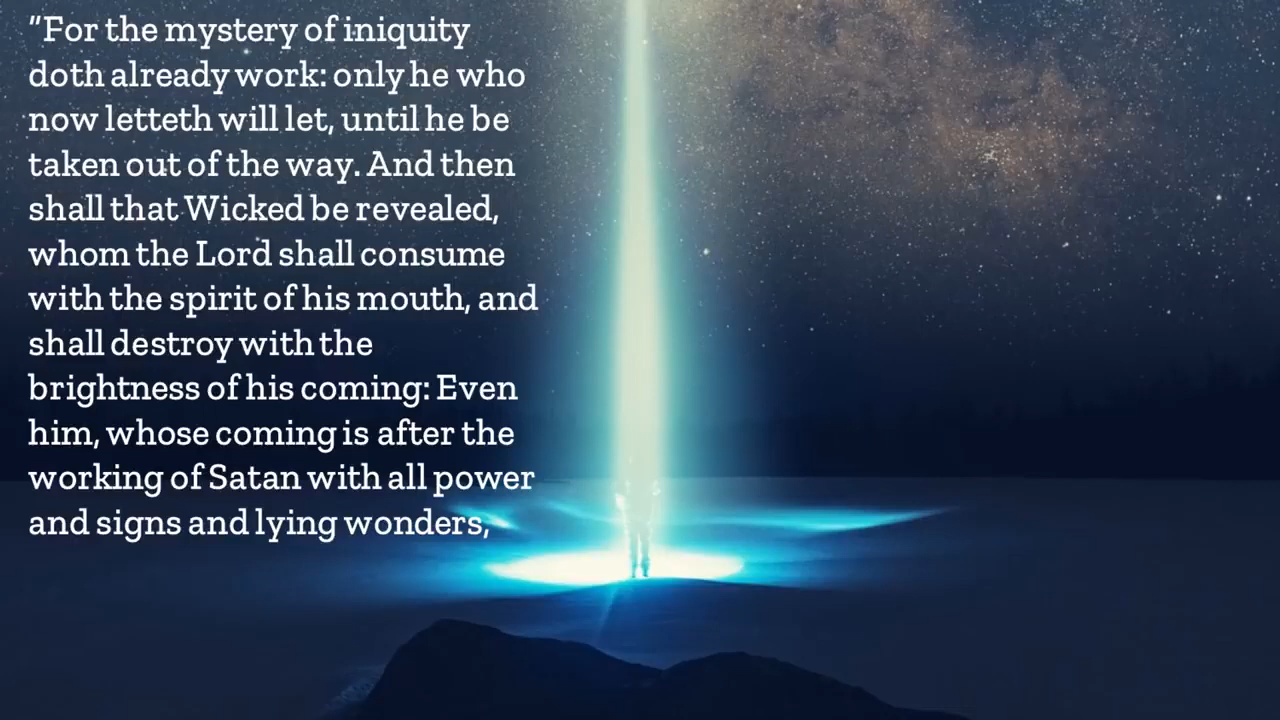 "For the mystery of iniquity
doth already work: only he who
now letteth will let, until he be
taken out of the way. And then
shall that Wicked be revealed,
whom the Lord shall consume
with the spirit of his mouth, and
shall destroy with the
brightness of his coming: Even
him, whose coming is after the
working of Satan with all power
and signs and lying wonders,